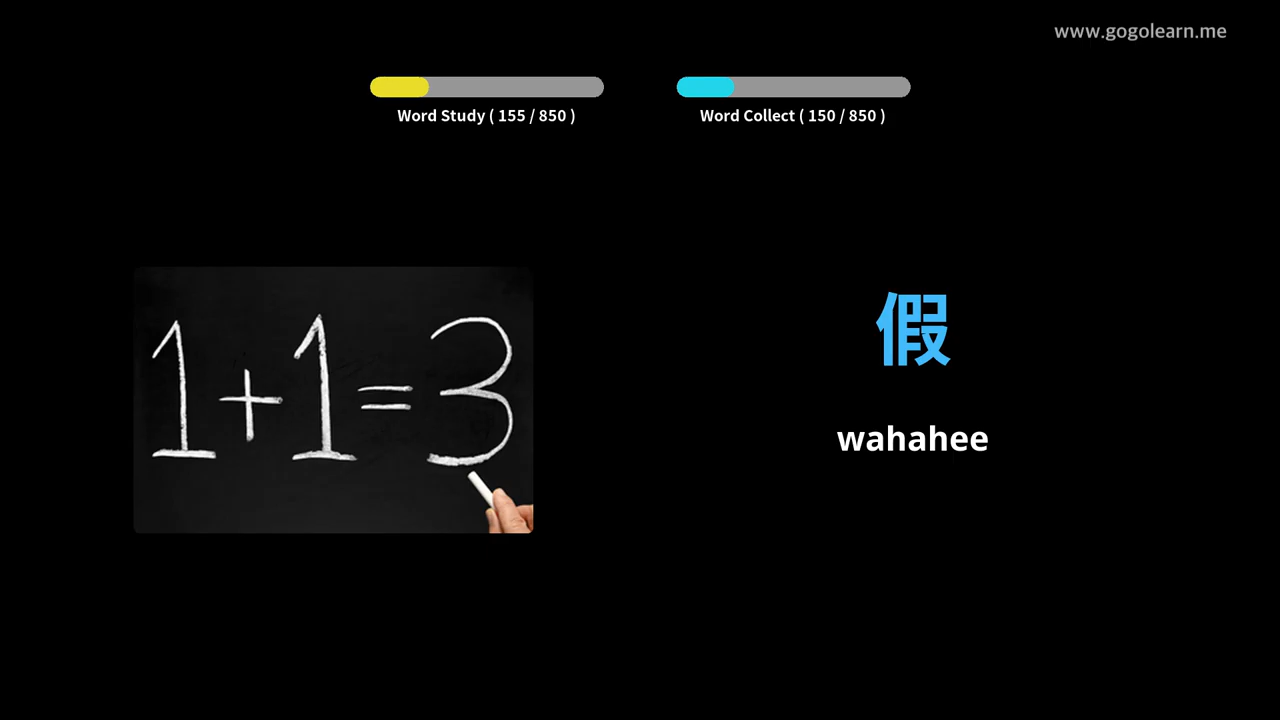 www.gogolearn.me
Word Study ( 155 / 850 )
Word Collect ( 150 / 850 )
1+1=3
假
wahahee